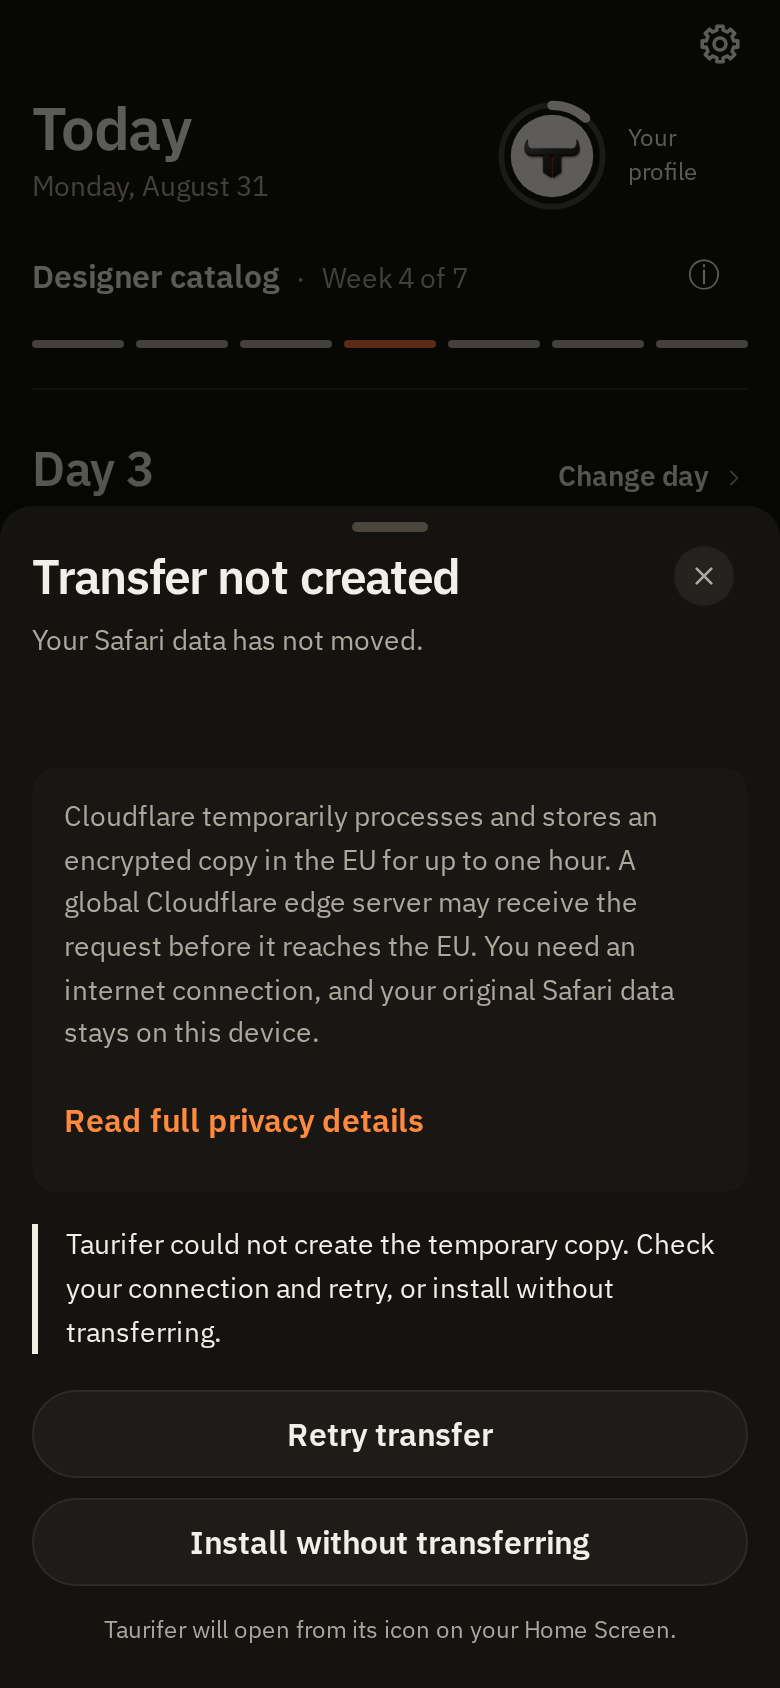 Today
Monday, August 31
Your
profile
Designer catalog · Week 4 of 7
Day 3
Change day
Transfer not created
Your Safari data has not moved.
Cloudflare temporarily processes and stores an
encrypted copy in the EU for up to one hour. A
global Cloudflare edge server may receive the
request before it reaches the EU. You need an
internet connection, and your original Safari data
stays on this device.
Read full privacy details
Taurifer could not create the temporary copy. Check
your connection and retry, or install without
transferring.
Retry transfer
Install without transferring
Taurifer will open from its icon on your Home Screen.